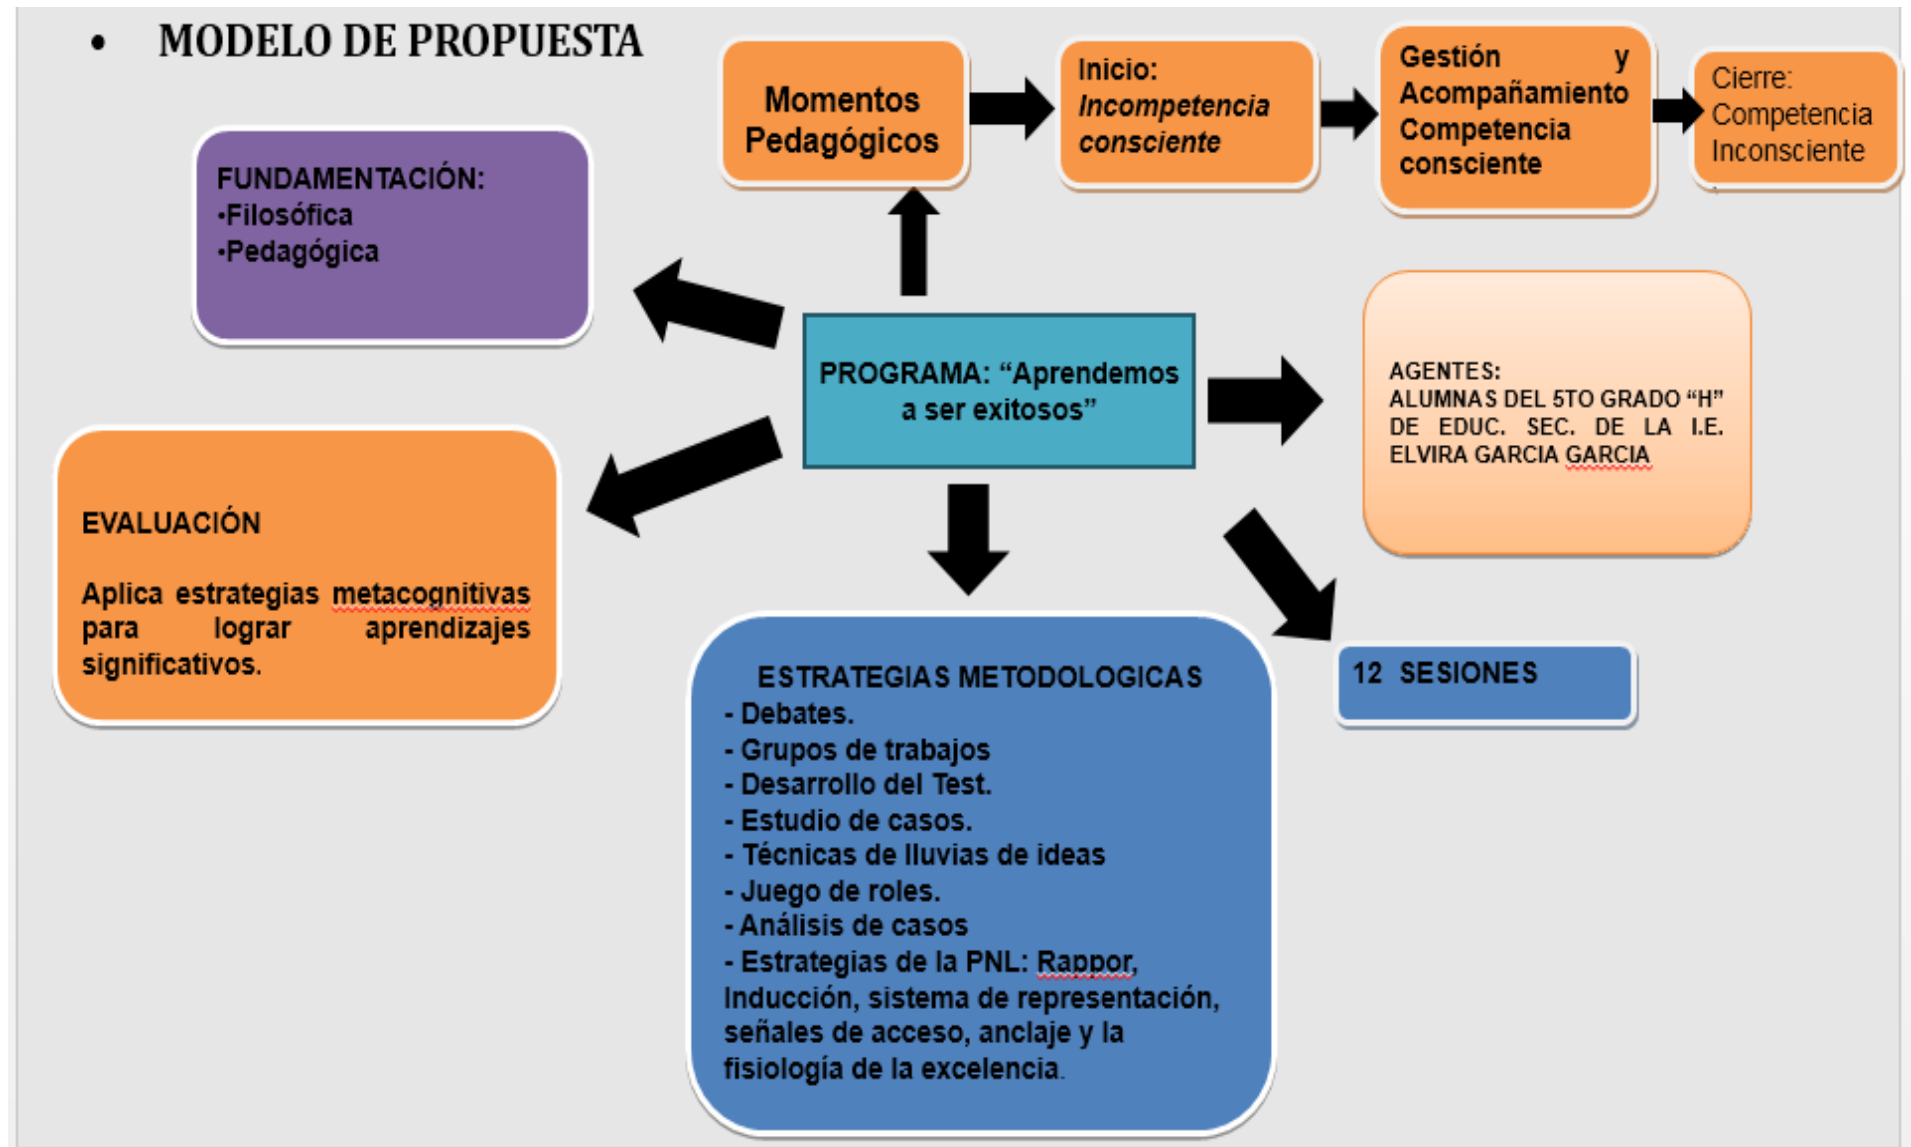 • MODELO DE PROPUESTA
Momentos
Pedagógicos
Inicio:
Incompetencia
consciente
Gestión y
Acompañamiento
Competencia
consciente
Cierre:
Competencia
Inconsciente
FUNDAMENTACIÓN:
•Filosófica
•Pedagógica
PROGRAMA: “Aprendemos
a ser exitosos”
AGENTES:
ALUMNAS DEL 5TO GRADO “H”
DE EDUC. SEC. DE LA I.E.
ELVIRA GARCIA GARCIA
EVALUACIÓN
Aplica estrategias metacognitivas
para lograr aprendizajes
significativos.
12 SESIONES
ESTRATEGIAS METODOLOGICAS
- Debates.
- Grupos de trabajos
- Desarrollo del Test.
- Estudio de casos.
- Técnicas de lluvias de ideas
- Juego de roles.
- Análisis de casos
- Estrategias de la PNL: Rappor,
Inducción, sistema de representación,
señales de acceso, anclaje y la
fisiología de la excelencia.